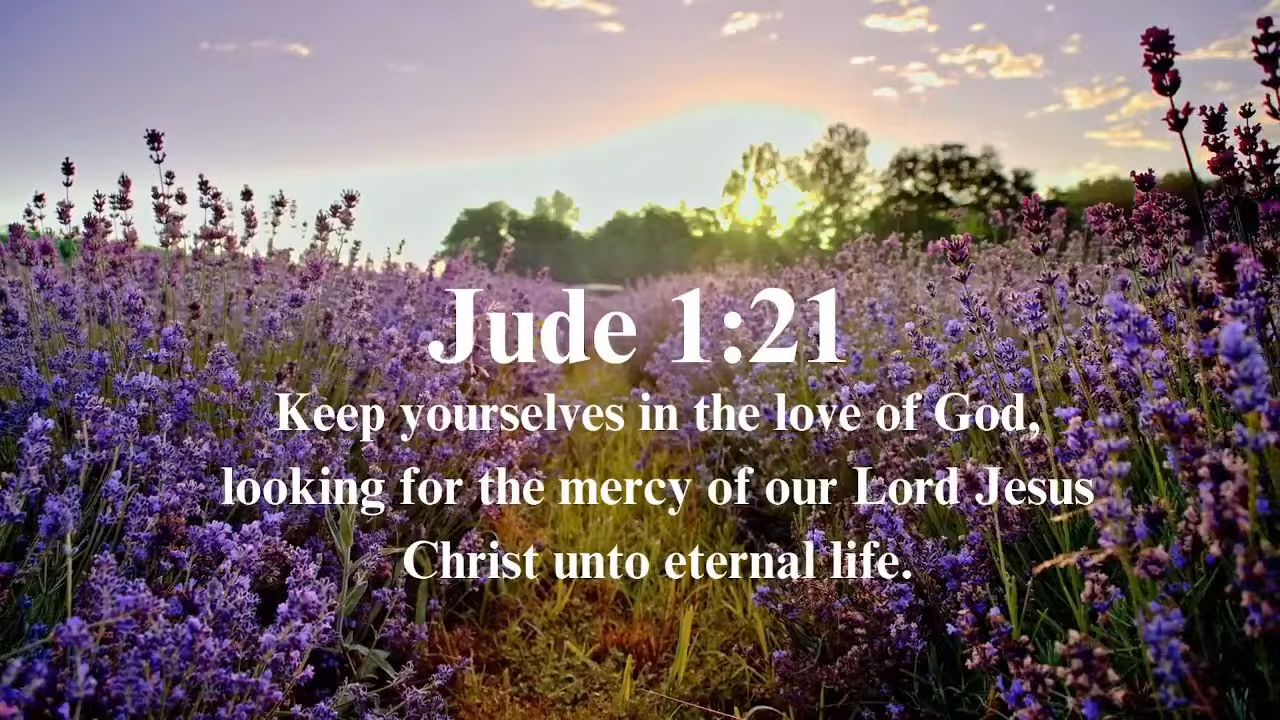 Jude 1:21
Keep yourselves in the love of God,
looking for the mercy of our Lord Jesus
Christ unto eternal life.